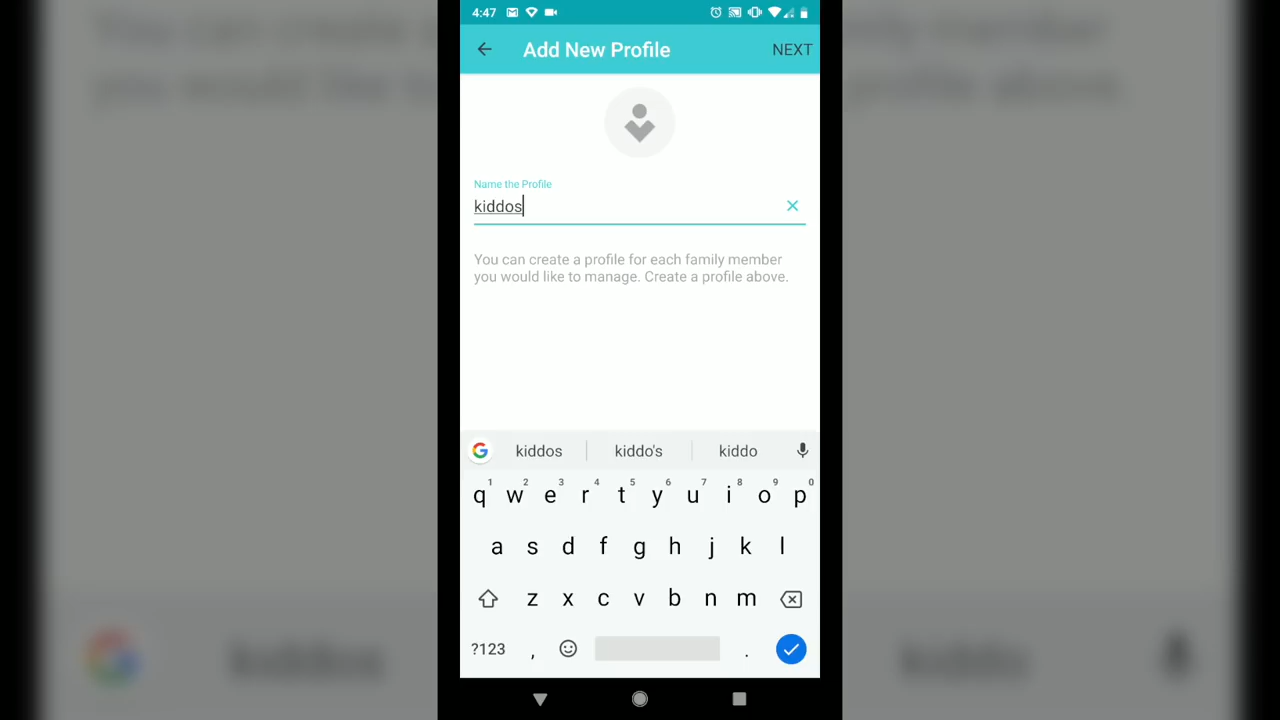 4:47
Add New Profile
NEXT
Name the Profile
kiddos
You can create a profile for each family member
you would like to manage. Create a profile above.
kiddos kiddo's kiddo
1 2 3 4 5 6 7 8 9 0
q w e r t y u i o p
a s d f g h j k l
z x c v b n m
?123 , .